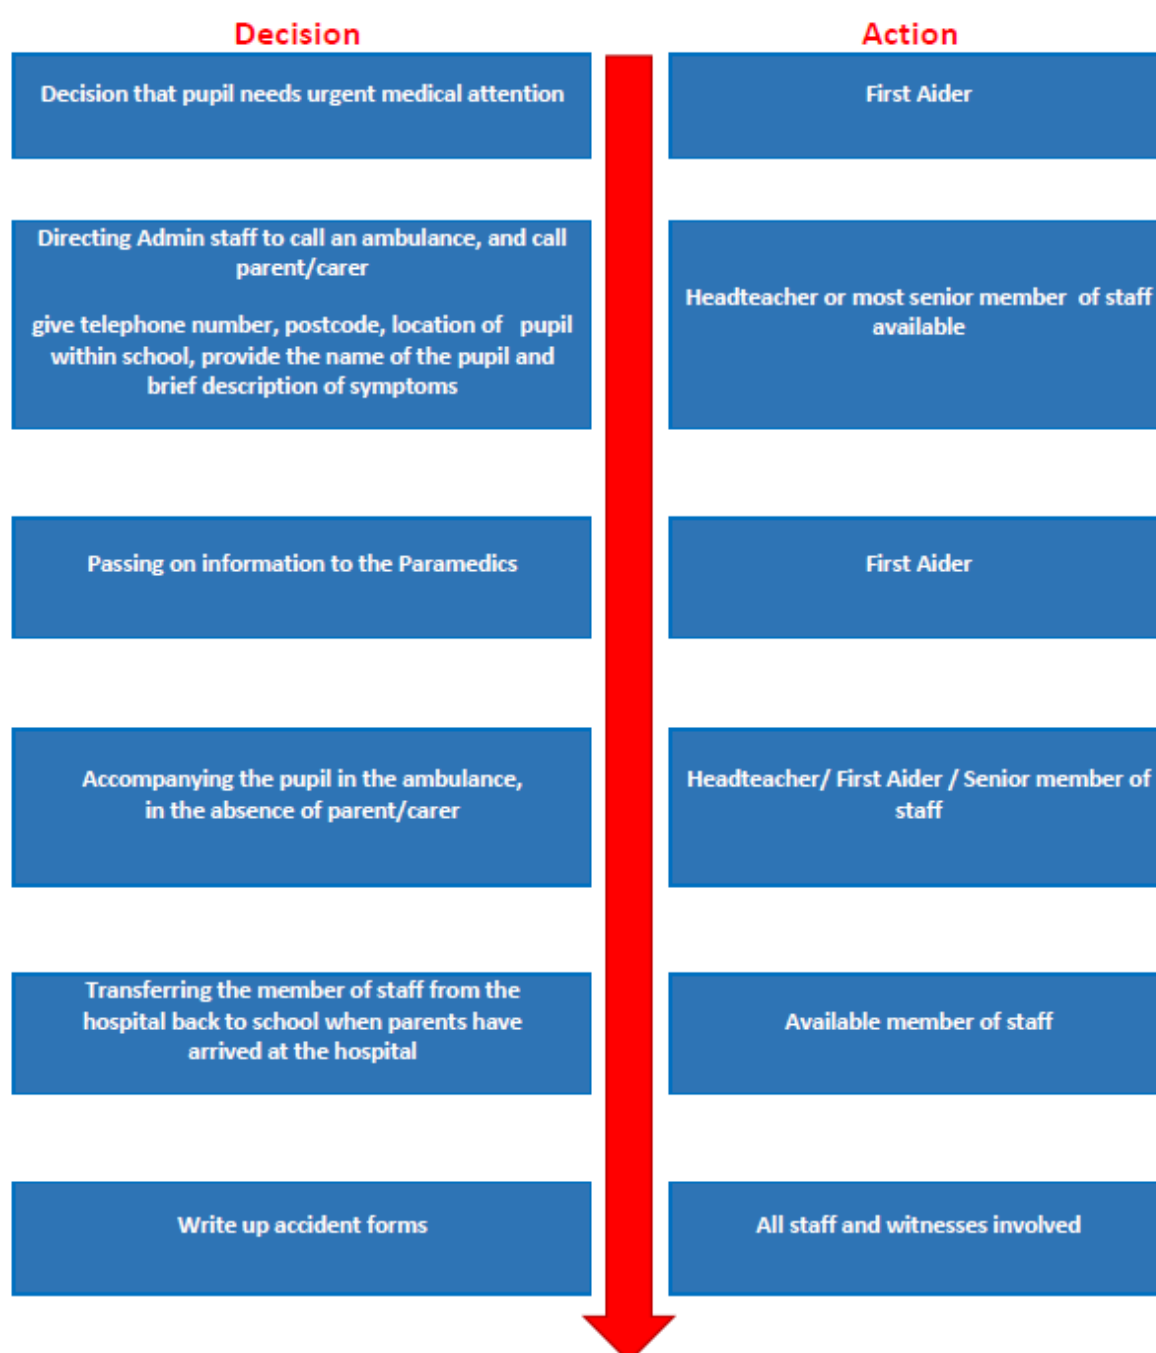 Decision
Action
Decision that pupil needs urgent medical attention
First Aider
Directing Admin staff to call an ambulance, and call
parent/carer
give telephone number, postcode, location of pupil
within school, provide the name of the pupil and
brief description of symptoms
Headteacher or most senior member of staff
available
Passing on information to the Paramedics
First Aider
Accompanying the pupil in the ambulance,
in the absence of parent/carer
Headteacher/ First Aider / Senior member of
staff
Transferring the member of staff from the
hospital back to school when parents have
arrived at the hospital
Available member of staff
Write up accident forms
All staff and witnesses involved